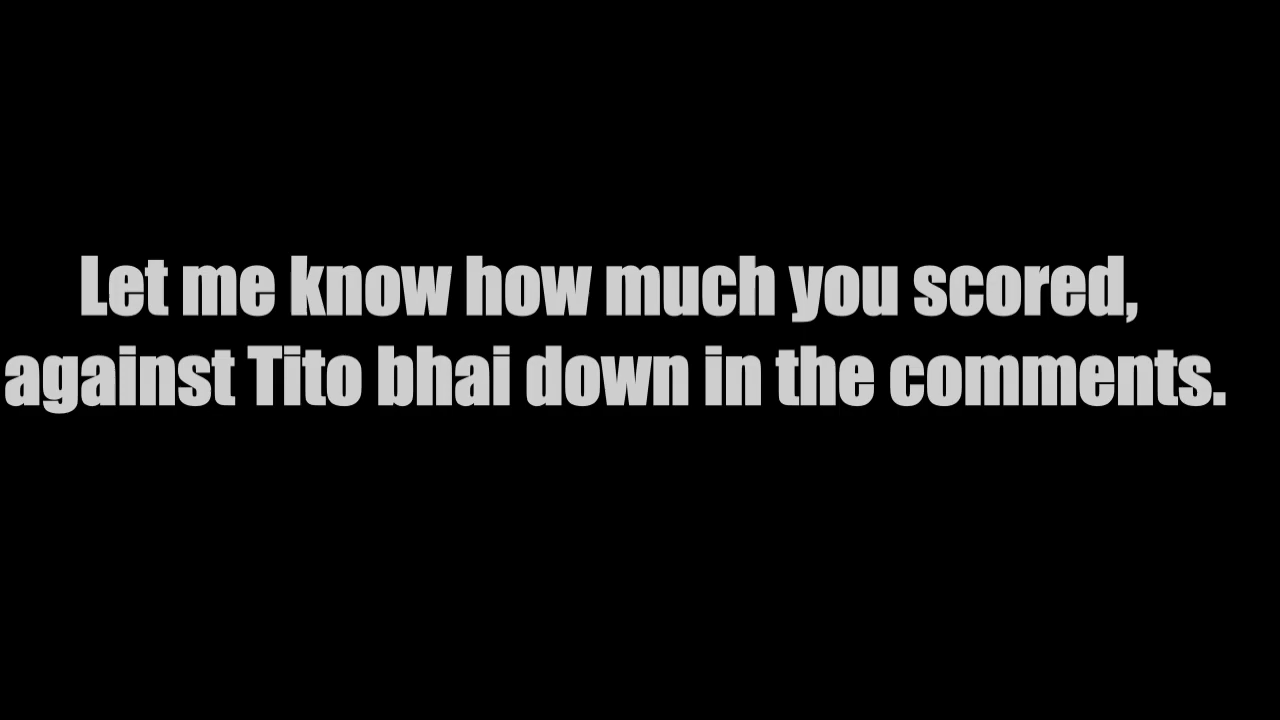 Let me know how much you scored,
against Tito bhai down in the comments.